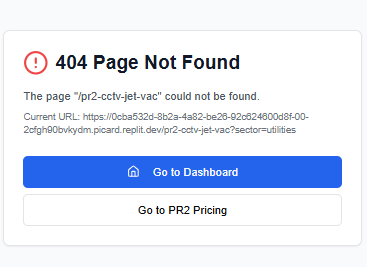 404 Page Not Found
The page "/pr2-cctv-jet-vac" could not be found.
Current URL: https://0cba532d-8b2a-4a82-be26-92c624600d8f-00-
2cfgh90bvkydm.picard.replit.dev/pr2-cctv-jet-vac?sector=utilities
Go to Dashboard
Go to PR2 Pricing